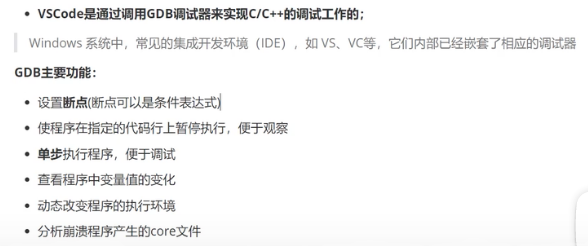 VSCode是通过调用GDB调试器来实现C/C++的调试工作的；
Windows 系统中，常见的集成开发环境（IDE），如 VS、VC等，它们内部已经嵌套了相应的调试器
GDB主要功能：
设置断点(断点可以是条件表达式)
使程序在指定的代码行上暂停执行，便于观察
单步执行程序，便于调试
查看程序中变量值的变化
动态改变程序的执行环境
分析崩溃程序产生的core文件